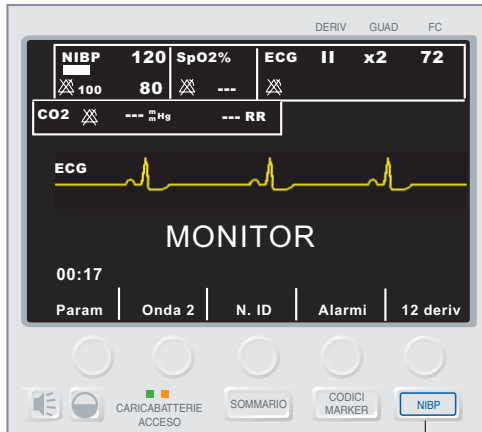 DERIV GUAD FC
NIBP 120 SpO2% ECG II x2 72
100 80 ---
CO2 --- mmHg --- RR
ECG
MONITOR
00:17
Param Onda 2 N. ID Alarmi 12 deriv
CARICABATTERIE ACCESO
SOMMARIO
CODICI MARKER
NIBP